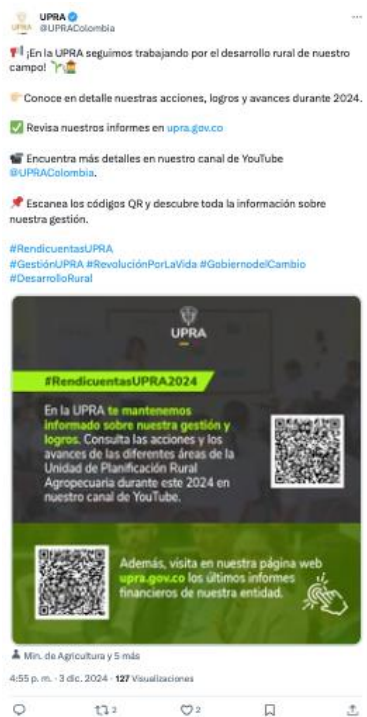 UPRA
@UPRAColombia
¡En la UPRA seguimos trabajando por el desarrollo rural de nuestro
campo!
Conoce en detalle nuestras acciones, logros y avances durante 2024.
Revisa nuestros informes en upra.gov.co
Encuentra más detalles en nuestro canal de YouTube
@UPRAColombia.
Escanea los códigos QR y descubre toda la información sobre
nuestra gestión.
#RendicuentasUPRA
#GestiónUPRA #RevoluciónPorLaVida #GobiernodelCambio
#DesarrolloRural
UPRA
#RendicuentasUPRA2024
En la UPRA te mantenemos
informado sobre nuestra gestión y
logros. Consulta las acciones y los
avances de las diferentes áreas de la
Unidad de Planificación Rural
Agropecuaria durante este 2024 en
nuestro canal de YouTube.
Además, visita en nuestra página web
upra.gov.co los últimos informes
financieros de nuestra entidad.
Min. de Agricultura y 5 más
4:55 p. m. · 3 dic. 2024 · 127 Visualizaciones
2 2